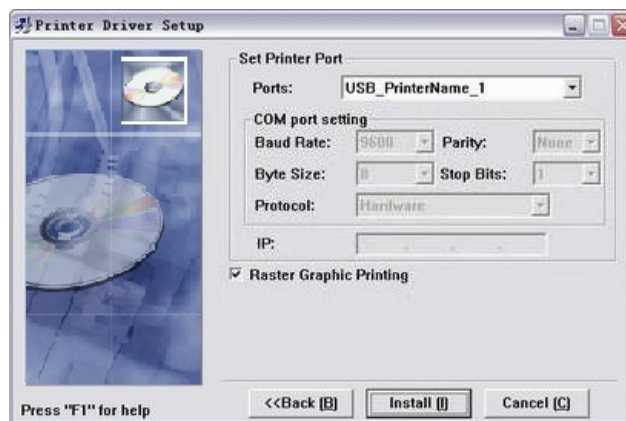 Printer Driver Setup
Set Printer Port
Ports: USB_PrinterName_1
COM port setting
Baud Rate: 9600 Parity: None
Byte Size: 8 Stop Bits: 1
Protocol: Hardware
IP: . . .
Raster Graphic Printing
Press "F1" for help
<<Back (B) Install (I) Cancel (C)